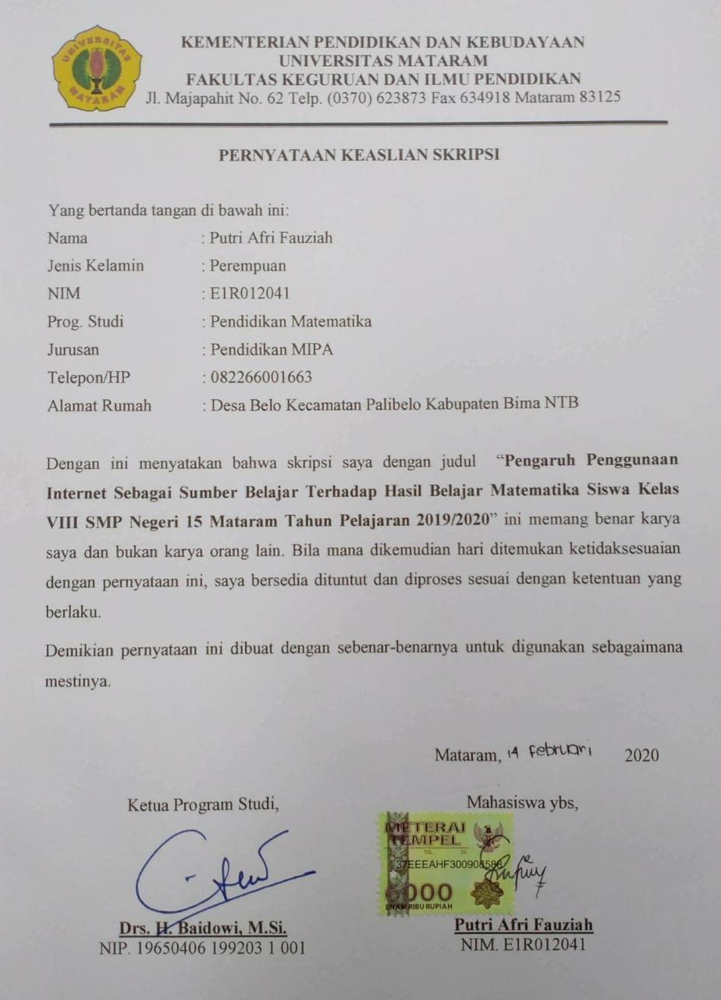 UNIVERSITAS
MATARAM
KEMENTERIAN PENDIDIKAN DAN KEBUDAYAAN
UNIVERSITAS MATARAM
FAKULTAS KEGURUAN DAN ILMU PENDIDIKAN
Jl. Majapahit No. 62 Telp. (0370) 623873 Fax 634918 Mataram 83125
PERNYATAAN KEASLIAN SKRIPSI
Yang bertanda tangan di bawah ini:
Nama : Putri Afri Fauziah
Jenis Kelamin : Perempuan
NIM : E1R012041
Prog. Studi : Pendidikan Matematika
Jurusan : Pendidikan MIPA
Telepon/HP : 082266001663
Alamat Rumah : Desa Belo Kecamatan Palibelo Kabupaten Bima NTB
Dengan ini menyatakan bahwa skripsi saya dengan judul “Pengaruh Penggunaan
Internet Sebagai Sumber Belajar Terhadap Hasil Belajar Matematika Siswa Kelas
VIII SMP Negeri 15 Mataram Tahun Pelajaran 2019/2020” ini memang benar karya
saya dan bukan karya orang lain. Bila mana dikemudian hari ditemukan ketidaksesuaian
dengan pernyataan ini, saya bersedia dituntut dan diproses sesuai dengan ketentuan yang
berlaku.
Demikian pernyataan ini dibuat dengan sebenar-benarnya untuk digunakan sebagaimana
mestinya.
Mataram, 14 Februari 2020
Ketua Program Studi,
Mahasiswa ybs,
METERAI
TEMPEL
TGL. 20
37EEEAHF300908588
6000
ENAM RIBU RUPIAH
Drs. H. Baidowi, M.Si.
NIP. 19650406 199203 1 001
Putri Afri Fauziah
NIM. E1R012041